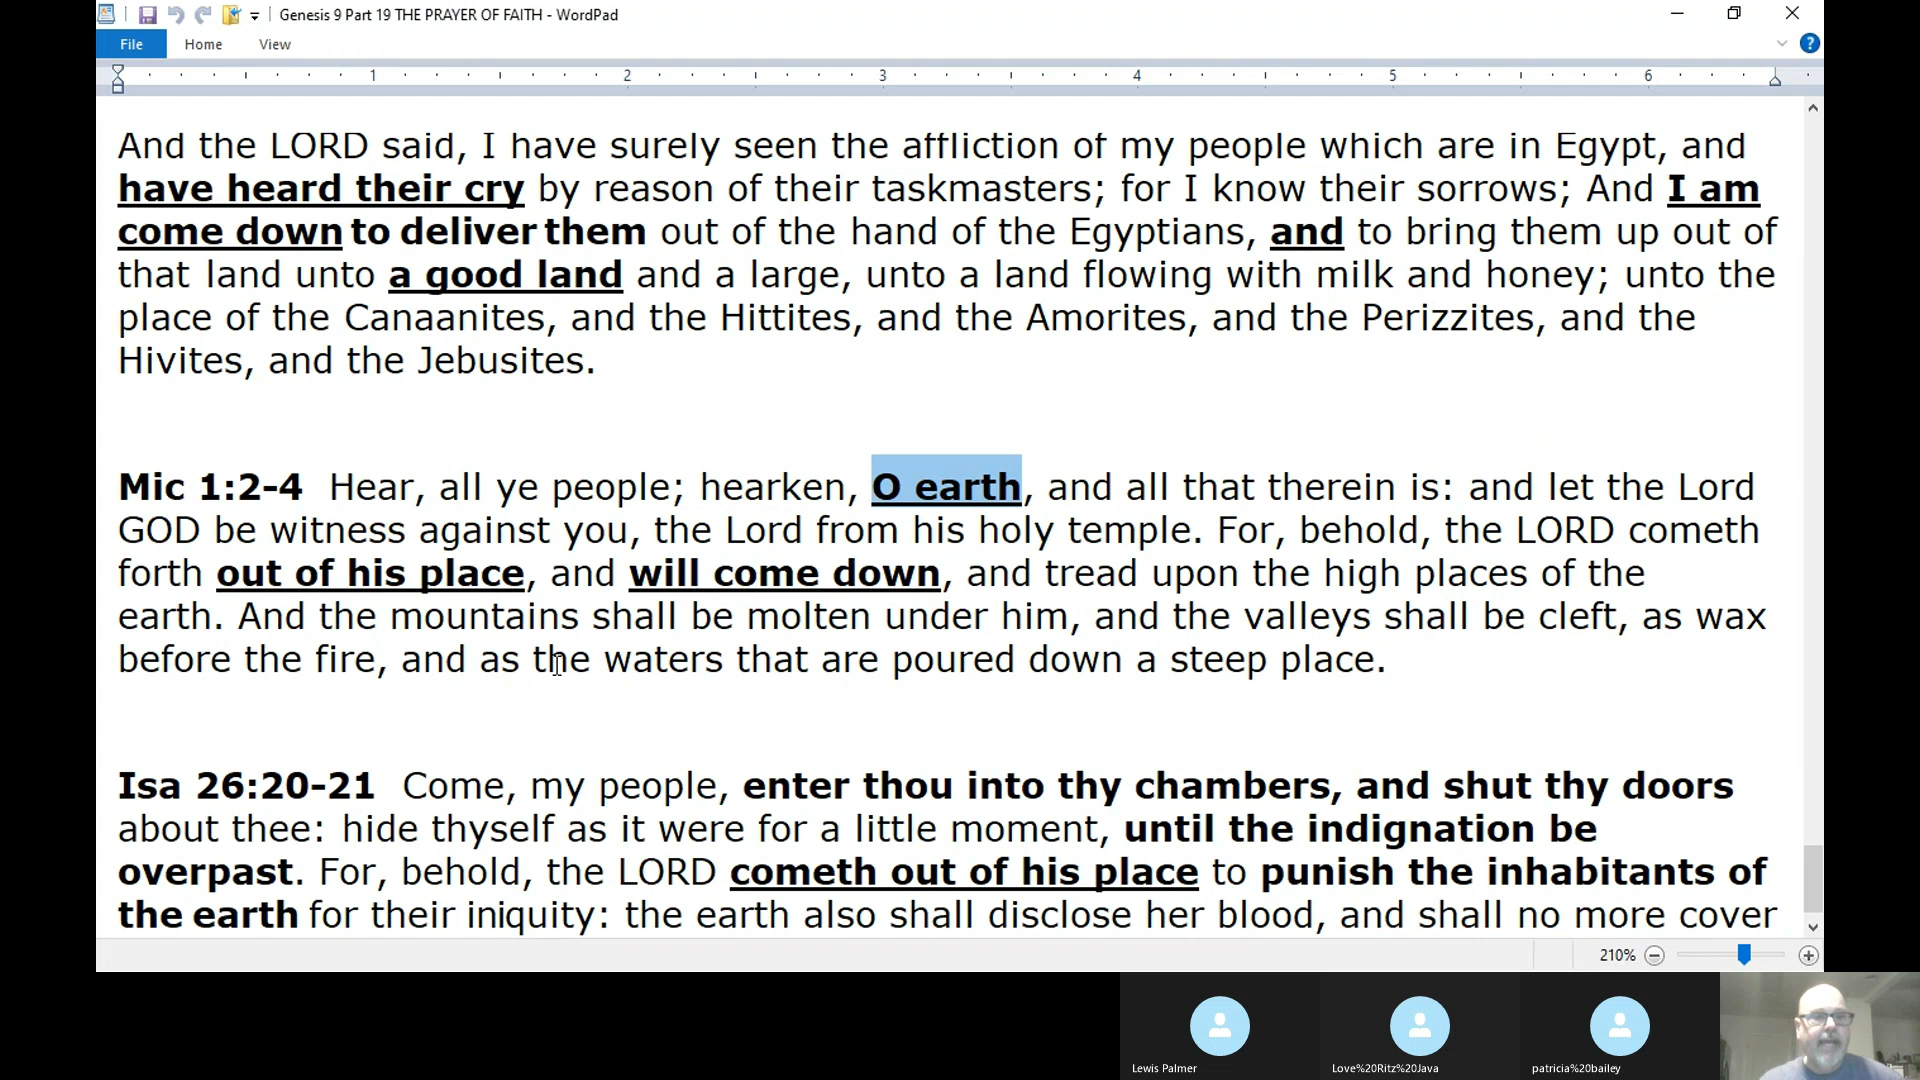 Genesis 9 Part 19 THE PRAYER OF FAITH - WordPad
File Home View
1 2 3 4 5 6
And the LORD said, I have surely seen the affliction of my people which are in Egypt, and
have heard their cry by reason of their taskmasters; for I know their sorrows; And I am
come down to deliver them out of the hand of the Egyptians, and to bring them up out of
that land unto a good land and a large, unto a land flowing with milk and honey; unto the
place of the Canaanites, and the Hittites, and the Amorites, and the Perizzites, and the
Hivites, and the Jebusites.
Mic 1:2-4 Hear, all ye people; hearken, O earth, and all that therein is: and let the Lord
GOD be witness against you, the Lord from his holy temple. For, behold, the LORD cometh
forth out of his place, and will come down, and tread upon the high places of the
earth. And the mountains shall be molten under him, and the valleys shall be cleft, as wax
before the fire, and as the waters that are poured down a steep place.
Isa 26:20-21 Come, my people, enter thou into thy chambers, and shut thy doors
about thee: hide thyself as it were for a little moment, until the indignation be
overpast. For, behold, the LORD cometh out of his place to punish the inhabitants of
the earth for their iniquity: the earth also shall disclose her blood, and shall no more cover
210%
Lewis Palmer Love%20Ritz%20Java patricia%20bailey